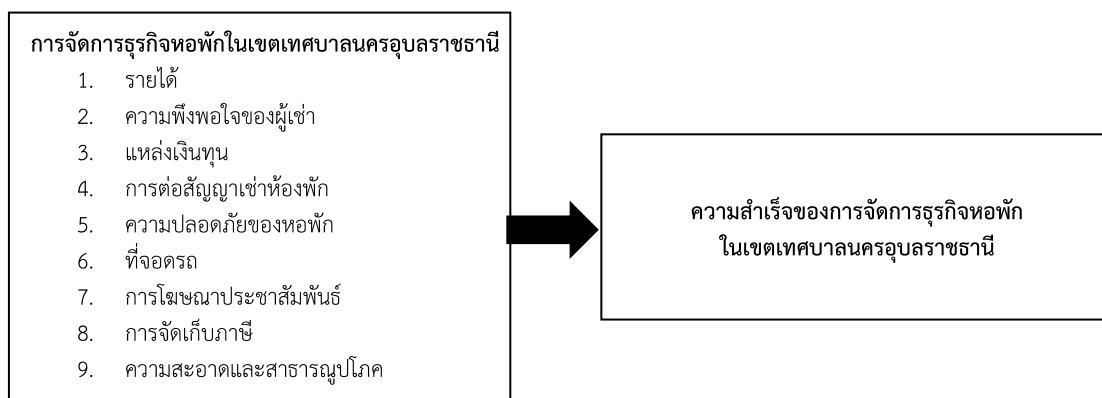 การจัดการธุรกิจหอพักในเขตเทศบาลนครอุบลราชธานี
1. รายได้
2. ความพึงพอใจของผู้เช่า
3. แหล่งเงินทุน
4. การต่อสัญญาเช่าห้องพัก
5. ความปลอดภัยของหอพัก
6. ที่จอดรถ
7. การโฆษณาประชาสัมพันธ์
8. การจัดเก็บภาษี
9. ความสะอาดและสาธารณูปโภค
ความสำเร็จของการจัดการธุรกิจหอพัก
ในเขตเทศบาลนครอุบลราชธานี